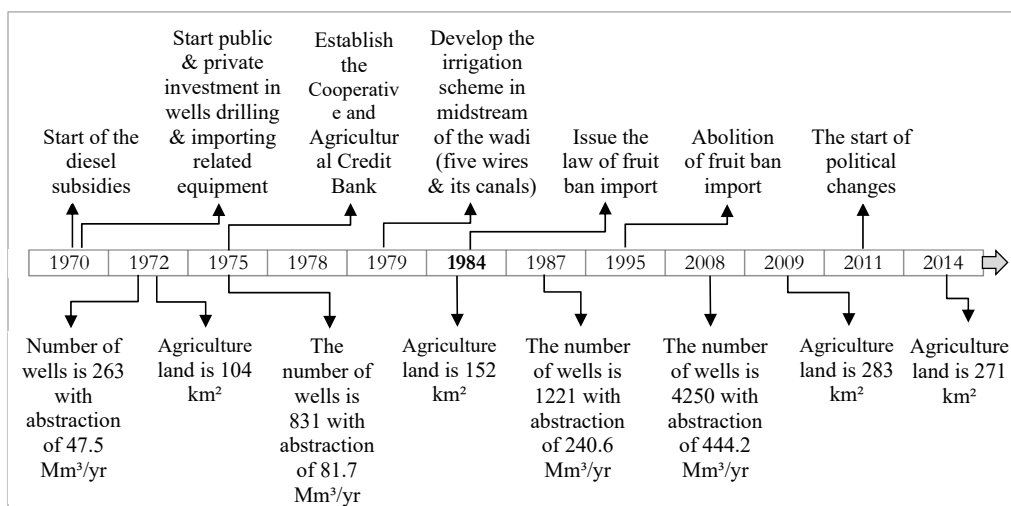 Start of the
diesel
subsidies
Start public
& private
investment in
wells drilling
& importing
related
equipment
Establish
the
Cooperativ
e and
Agricultur
al Credit
Bank
Develop the
irrigation
scheme in
midstream
of the wadi
(five wires
& its canals)
Issue the
law of fruit
ban import
Abolition
of fruit ban
import
The start of
political
changes
1970 1972 1975 1978 1979 1984 1987 1995 2008 2009 2011 2014
Number of
wells is 263
with
abstraction
of 47.5
Mm³/yr
Agriculture
land is 104
km²
The
number of
wells is
831 with
abstraction
of 81.7
Mm³/yr
Agriculture
land is 152
km²
The number
of wells is
1221 with
abstraction
of 240.6
Mm³/yr
The number
of wells is
4250 with
abstraction of
444.2
Mm³/yr
Agriculture
land is 283
km²
Agriculture
land is 271
km²